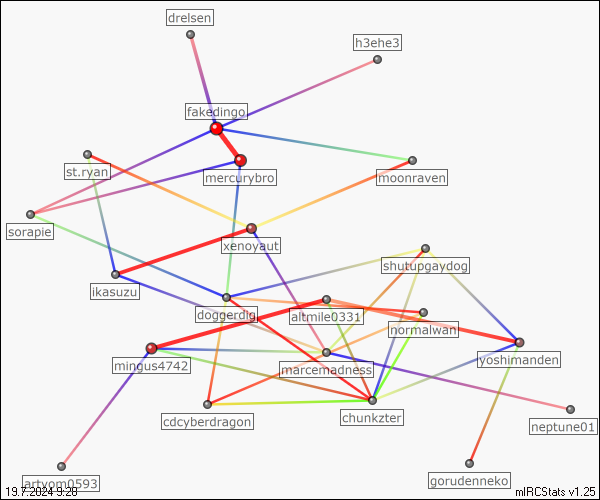 drelsen
h3ehe3
fakedingo
st.ryan
mercurybro
moonraven
sorapie
xenoyaut
shutupgaydog
ikasuzu
doggerdig
altmile0331
normalwan
mingus4742
marcemadness
yoshimanden
cdcyberdragon
chunkzter
neptune01
artyom0593
gorudenneko
19.7.2024 9:28
mIRCStats v1.25